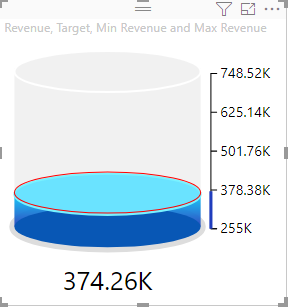 Revenue, Target, Min Revenue and Max Revenue
748.52K
625.14K
501.76K
378.38K
255K
374.26K